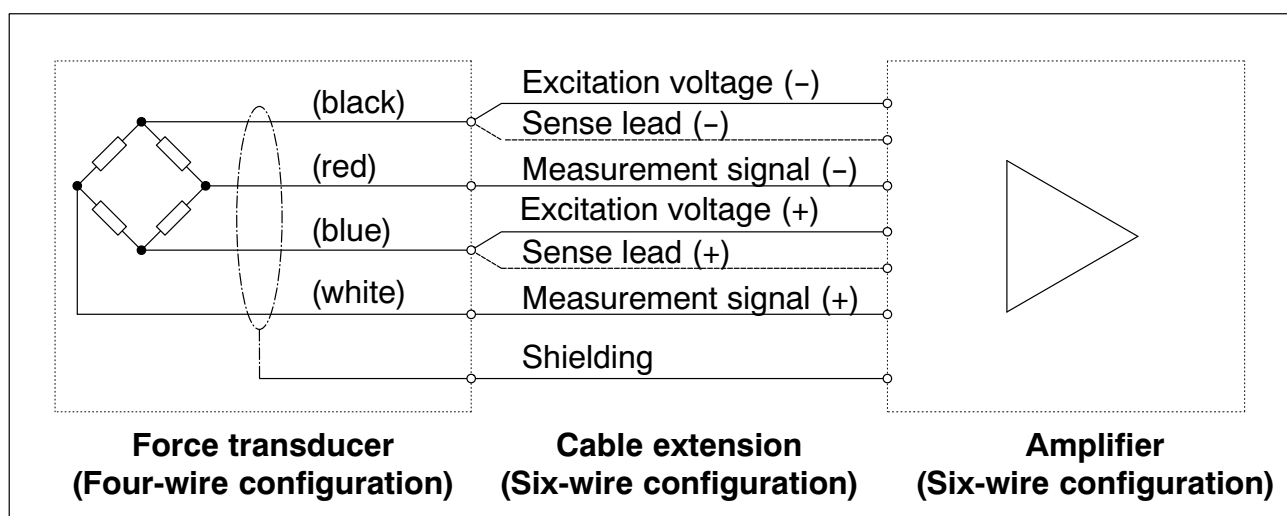 (black)
Excitation voltage (–)
Sense lead (–)
(red)
Measurement signal (–)
Excitation voltage (+)
(blue)
Sense lead (+)
(white)
Measurement signal (+)
Shielding
Force transducer
(Four-wire configuration)
Cable extension
(Six-wire configuration)
Amplifier
(Six-wire configuration)